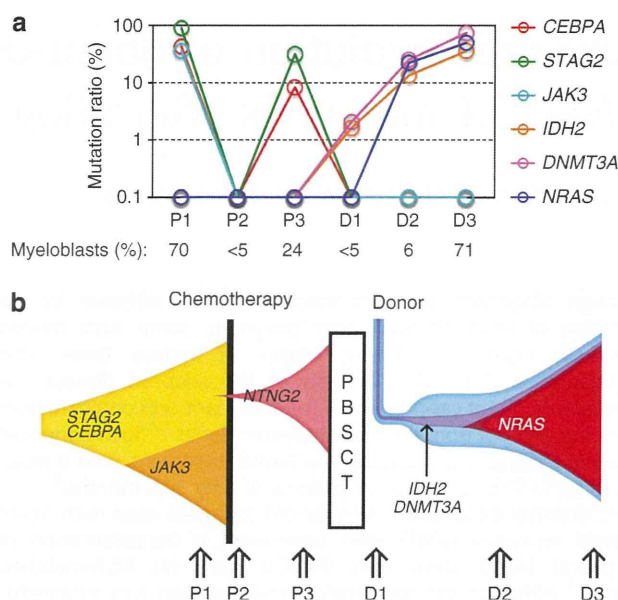 a
Mutation ratio (%)
100
10
1
0.1
P1 P2 P3 D1 D2 D3
Myeloblasts (%): 70 <5 24 <5 6 71
CEBPA
STAG2
JAK3
IDH2
DNMT3A
NRAS
b
Chemotherapy
Donor
STAG2
CEBPA
JAK3
NTNG2
PBSCT
NRAS
IDH2
DNMT3A
P1 P2 P3 D1 D2 D3